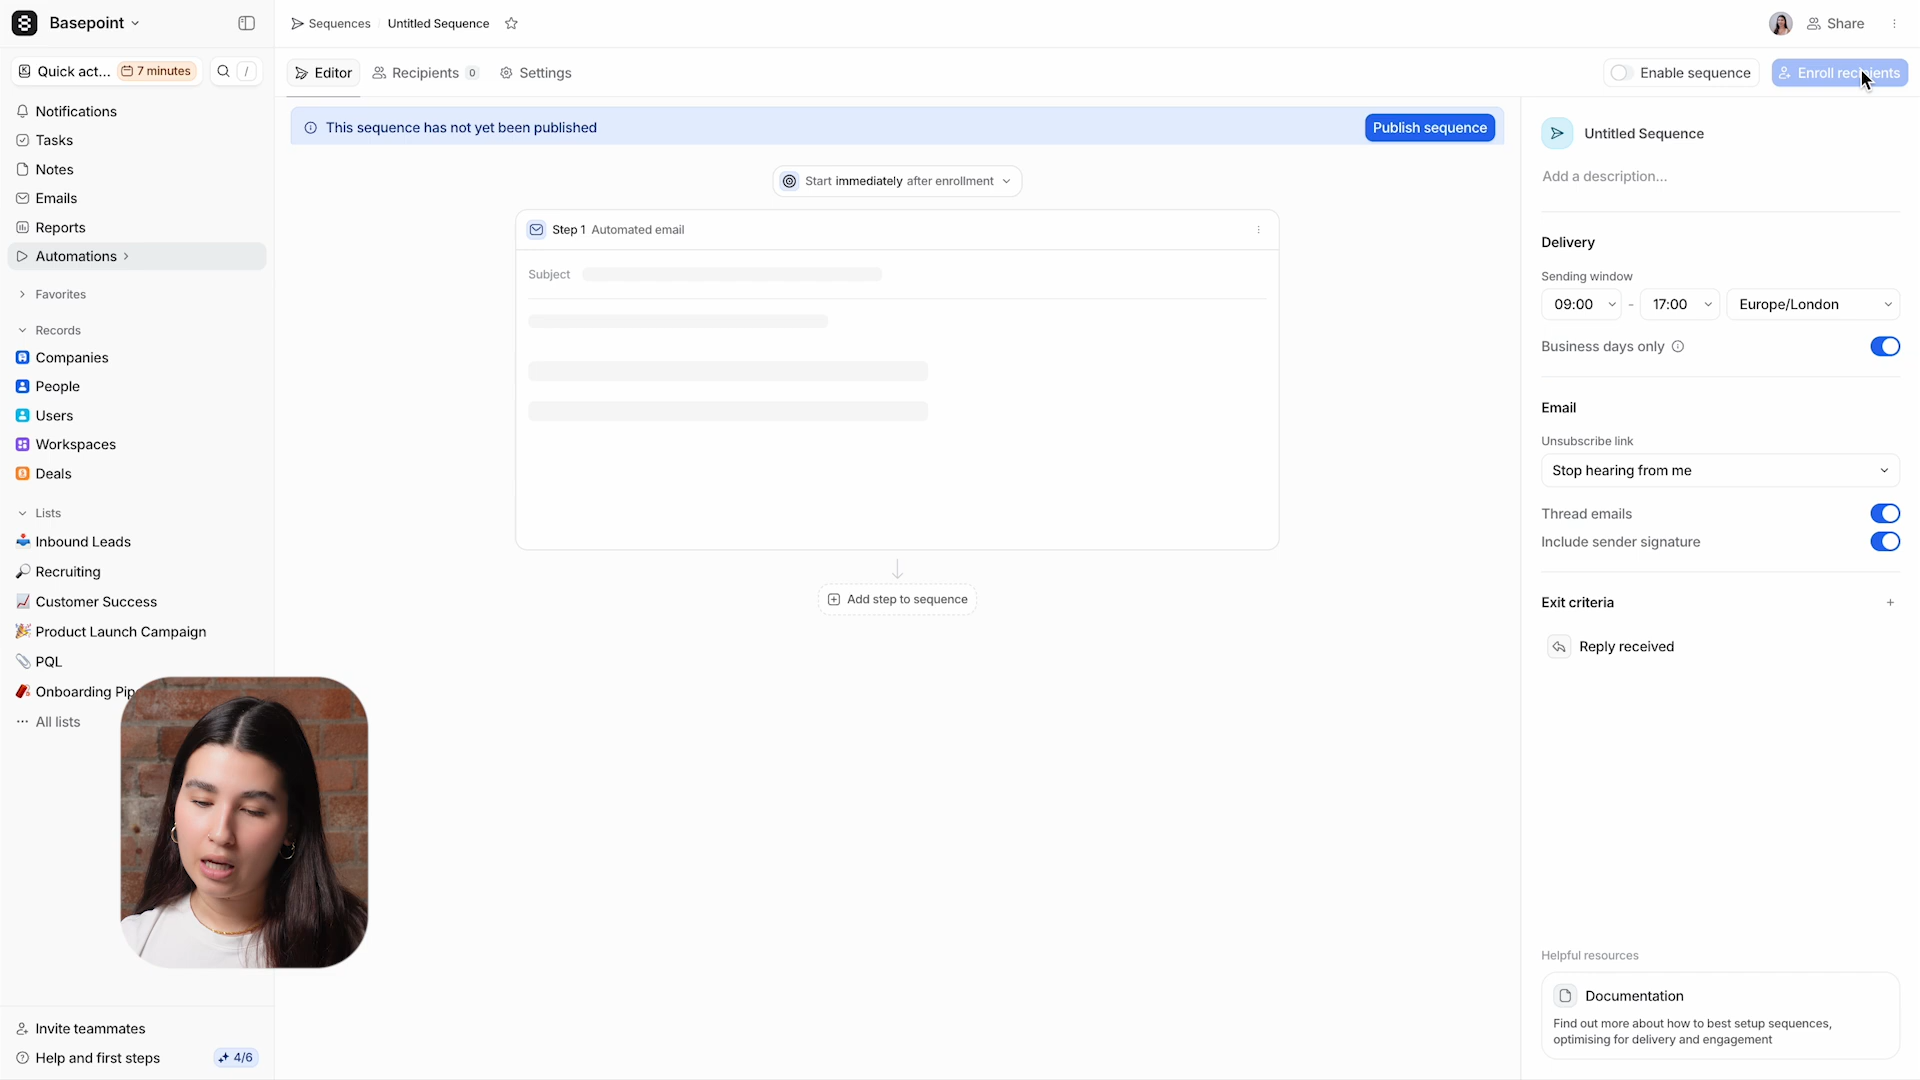 Basepoint
Sequences / Untitled Sequence
Share
Quick act... 7 minutes /
Editor Recipients 0 Settings
Enable sequence Enroll recipients
Notifications
Tasks
Notes
Emails
Reports
Automations
Favorites
Records
Companies
People
Users
Workspaces
Deals
Lists
Inbound Leads
Recruiting
Customer Success
Product Launch Campaign
PQL
Onboarding Pip
All lists
Invite teammates
Help and first steps 4/6
This sequence has not yet been published Publish sequence
Start immediately after enrollment
Step 1 Automated email
Subject
Add step to sequence
Untitled Sequence
Add a description...
Delivery
Sending window
09:00 - 17:00 Europe/London
Business days only
Email
Unsubscribe link
Stop hearing from me
Thread emails
Include sender signature
Exit criteria
Reply received
Helpful resources
Documentation
Find out more about how to best setup sequences,
optimising for delivery and engagement